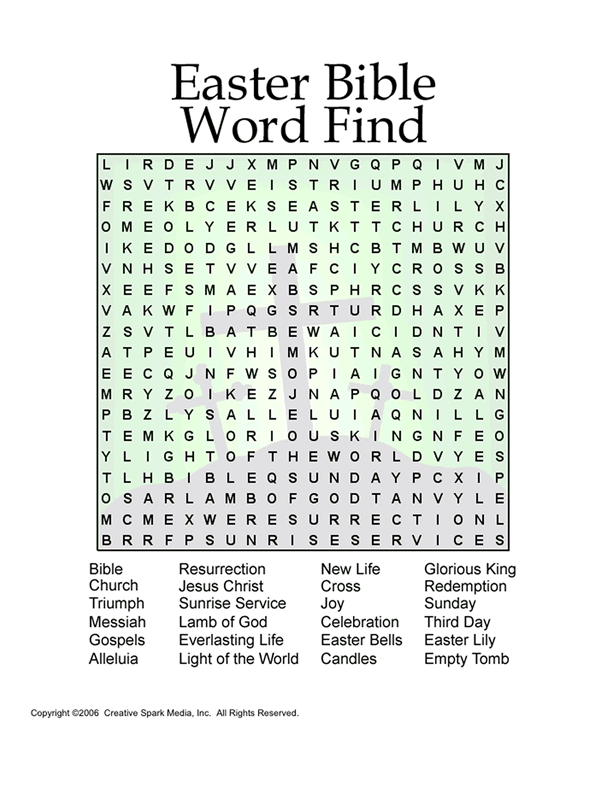 Easter Bible
Word Find
L I R D E J J X M P N V G Q P Q I V M J
W S V T R V V E I S T R I U M P H U H C
F R E K B C E K S E A S T E R L I L Y X
O M E O L Y E R L U T K T T C H U R C H
I K E D O D G L L M S H C B T M B W U V
V N H S E T V V E A F C I Y C R O S S B
X E E F S M A E X B S P H R C S S V K K
V A K W F I P Q G S R T U R D H A X E P
Z S V T L B A T B E W A I C I D N T I V
A T P E U I V H I M K U T N A S A H Y M
E E C Q J N F W S O P I A I G N T Y O W
M R Y Z O I K E Z J N A P Q O L D Z A N
P B Z L Y S A L L E L U I A Q N I L L G
T E M K G L O R I O U S K I N G N F E O
Y L I G H T O F T H E W O R L D V Y E S
T L H B I B L E Q S U N D A Y P C X I P
O S A R L A M B O F G O D T A N V Y L E
M C M E X W E R E S U R R E C T I O N L
B R R F P S U N R I S E S E R V I C E S
Bible Resurrection New Life Glorious King
Church Jesus Christ Cross Redemption
Triumph Sunrise Service Joy Sunday
Messiah Lamb of God Celebration Third Day
Gospels Everlasting Life Easter Bells Easter Lily
Alleluia Light of the World Candles Empty Tomb
Copyright ©2006 Creative Spark Media, Inc. All Rights Reserved.